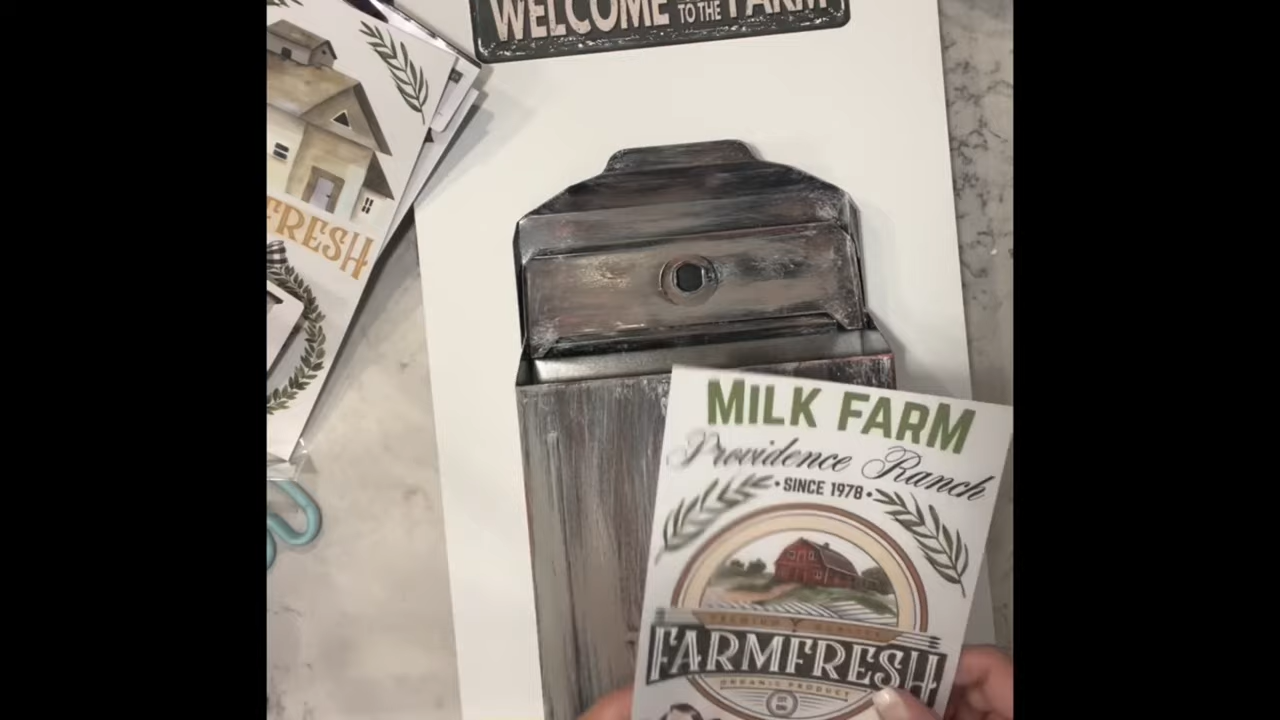 WELCOME TO THE FARM
FRESH
MILK FARM
Providence Ranch
• SINCE 1978 •
FARMFRESH
ORGANIC PRODUCT